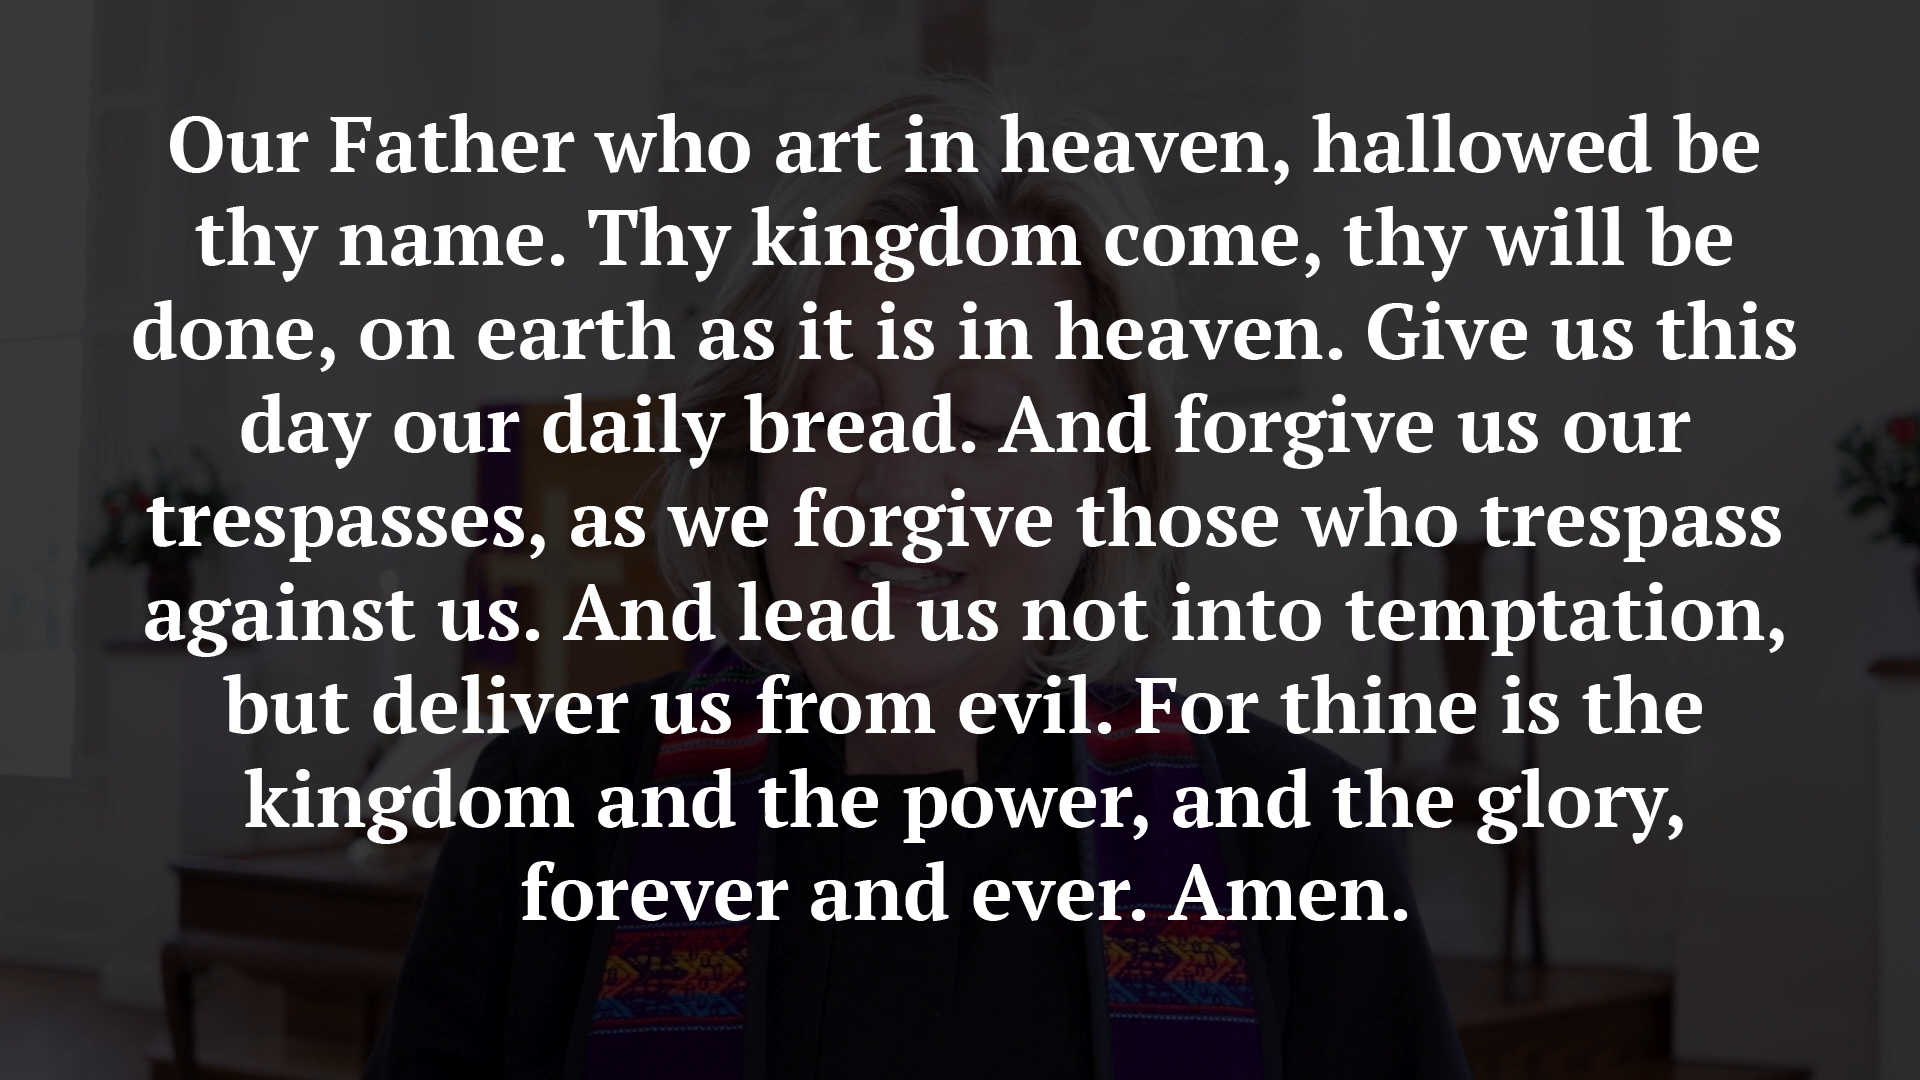 Our Father who art in heaven, hallowed be
thy name. Thy kingdom come, thy will be
done, on earth as it is in heaven. Give us this
day our daily bread. And forgive us our
trespasses, as we forgive those who trespass
against us. And lead us not into temptation,
but deliver us from evil. For thine is the
kingdom and the power, and the glory,
forever and ever. Amen.